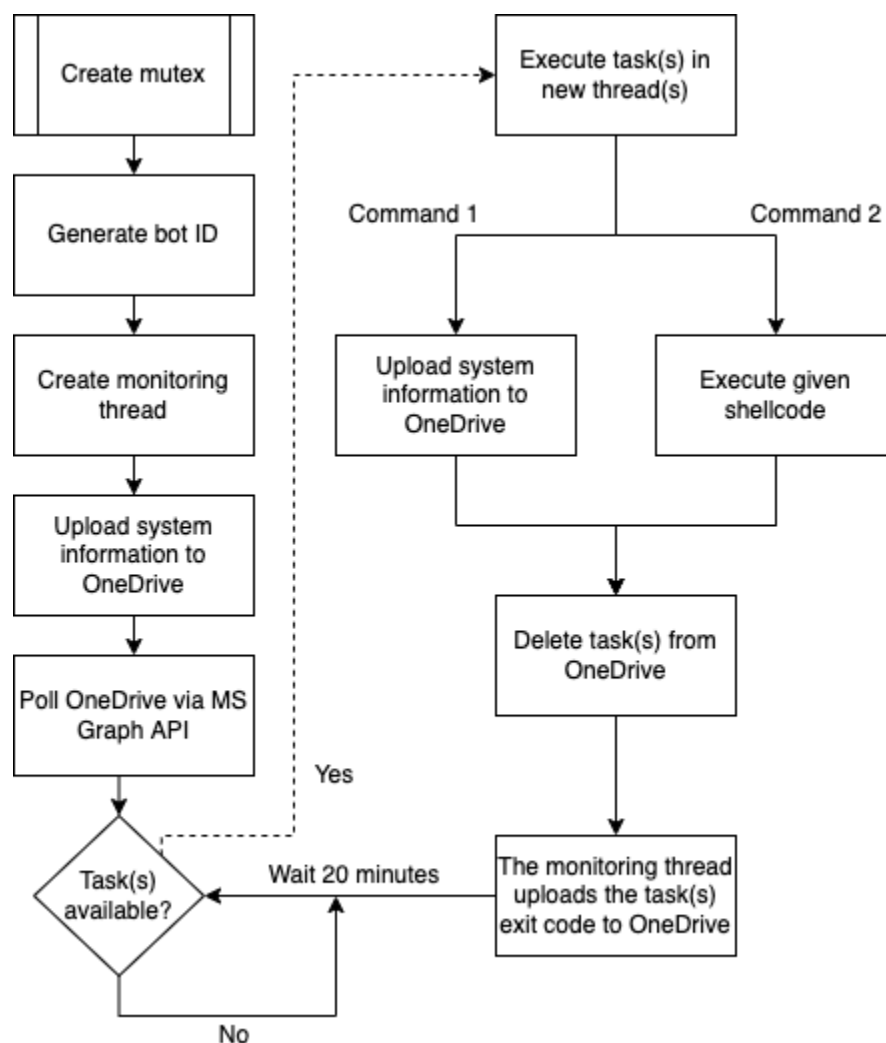 Create mutex
Generate bot ID
Create monitoring
thread
Upload system
information to
OneDrive
Poll OneDrive via MS
Graph API
Task(s)
available?
Yes
No
Execute task(s) in
new thread(s)
Command 1
Command 2
Upload system
information to
OneDrive
Execute given
shellcode
Delete task(s) from
OneDrive
The monitoring thread
uploads the task(s)
exit code to OneDrive
Wait 20 minutes